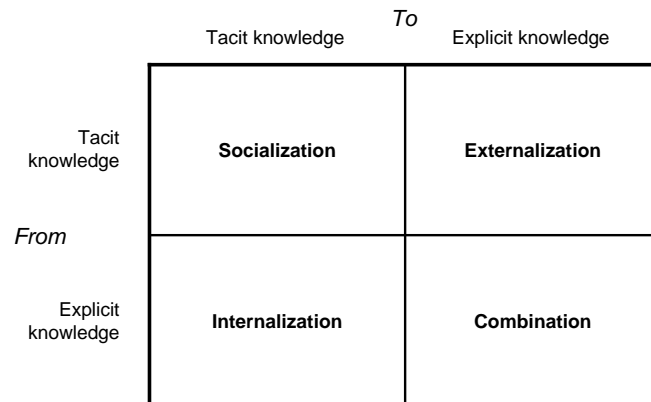 To
Tacit knowledge
Explicit knowledge
Tacit
knowledge
Socialization
Externalization
From
Explicit
knowledge
Internalization
Combination